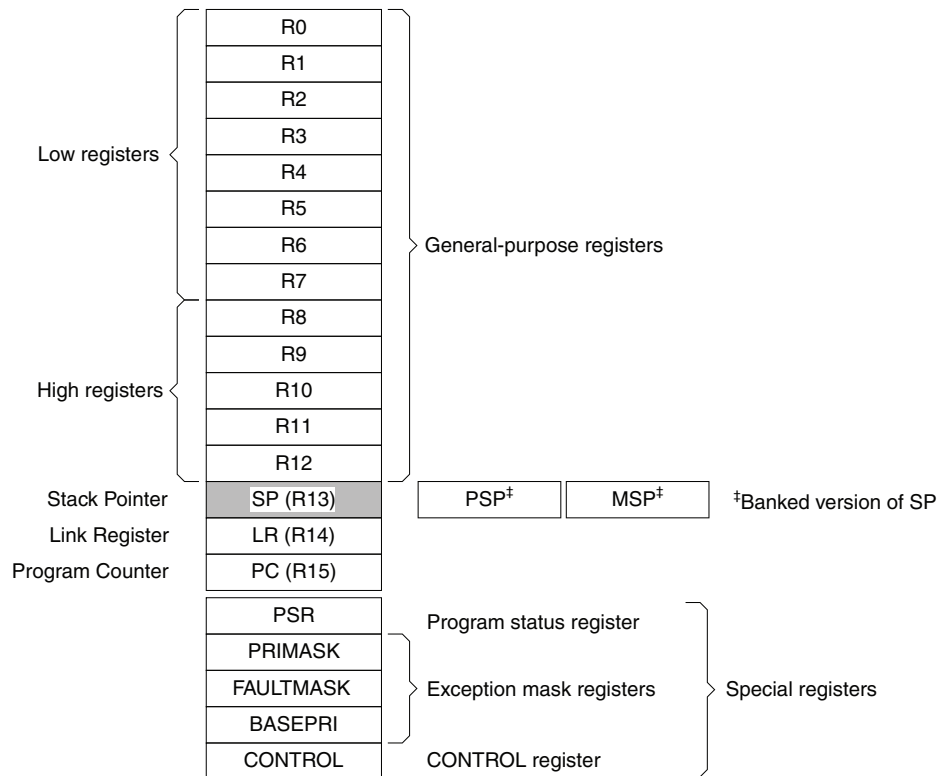 R0
R1
R2
R3
Low registers
R4
R5
R6
General-purpose registers
R7
R8
R9
High registers
R10
R11
R12
Stack Pointer
SP (R13)
PSP‡
MSP‡
‡Banked version of SP
Link Register
LR (R14)
Program Counter
PC (R15)
PSR
Program status register
PRIMASK
FAULTMASK
Exception mask registers
Special registers
BASEPRI
CONTROL
CONTROL register